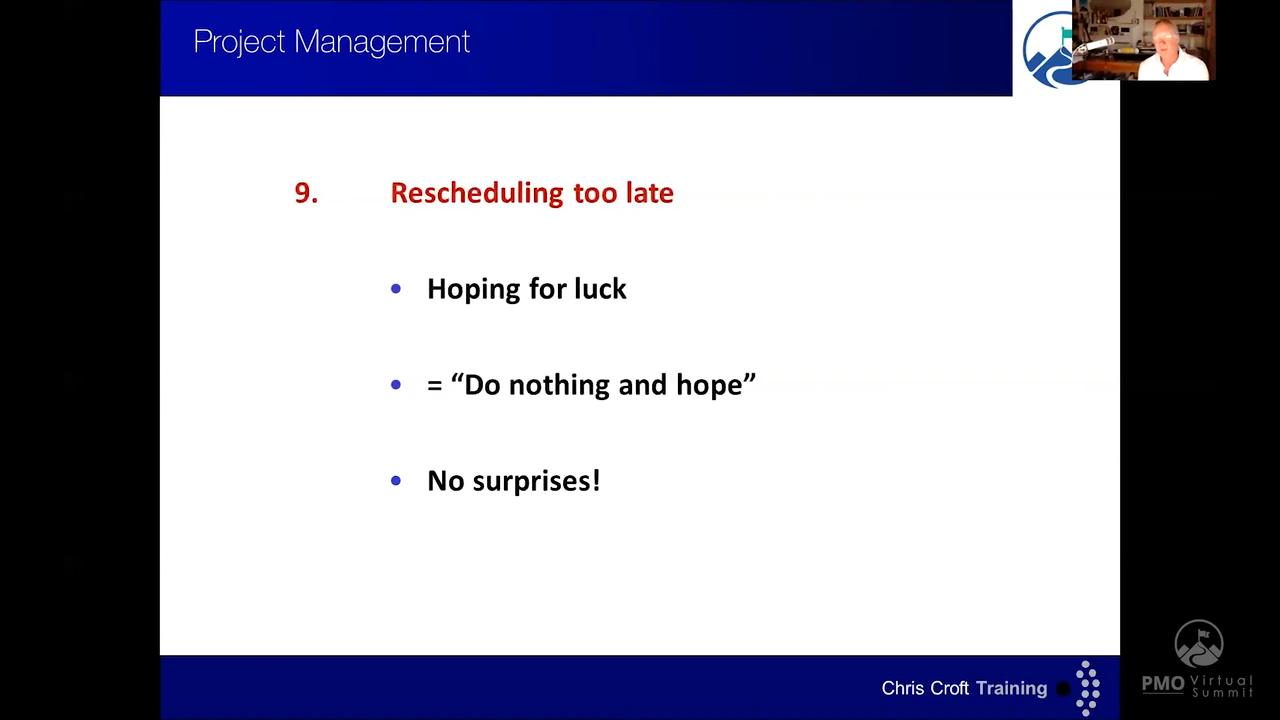 Project Management
9. Rescheduling too late
• Hoping for luck
• = “Do nothing and hope”
• No surprises!
Chris Croft Training
PMO Virtual
Summit